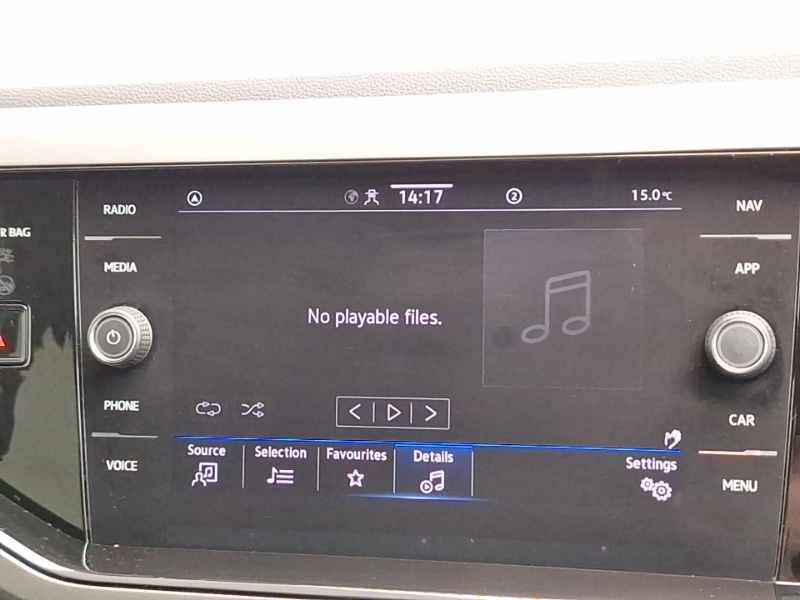 RADIO
MEDIA
PHONE
VOICE
R BAG
14:17
2
15.0°C
No playable files.
Source
Selection
Favourites
Details
Settings
NAV
APP
CAR
MENU